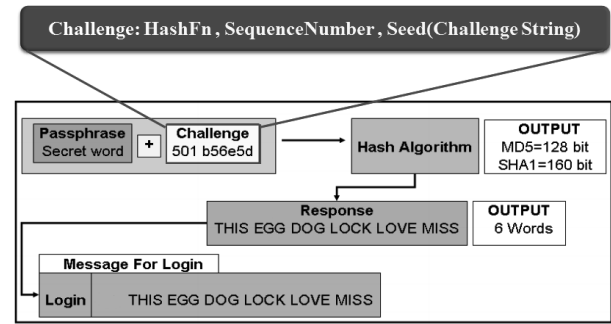 Challenge: HashFn , SequenceNumber , Seed(Challenge String)
Passphrase
Secret word
+
Challenge
501 b56e5d
Hash Algorithm
OUTPUT
MD5=128 bit
SHA1=160 bit
Response
THIS EGG DOG LOCK LOVE MISS
OUTPUT
6 Words
Message For Login
Login
THIS EGG DOG LOCK LOVE MISS